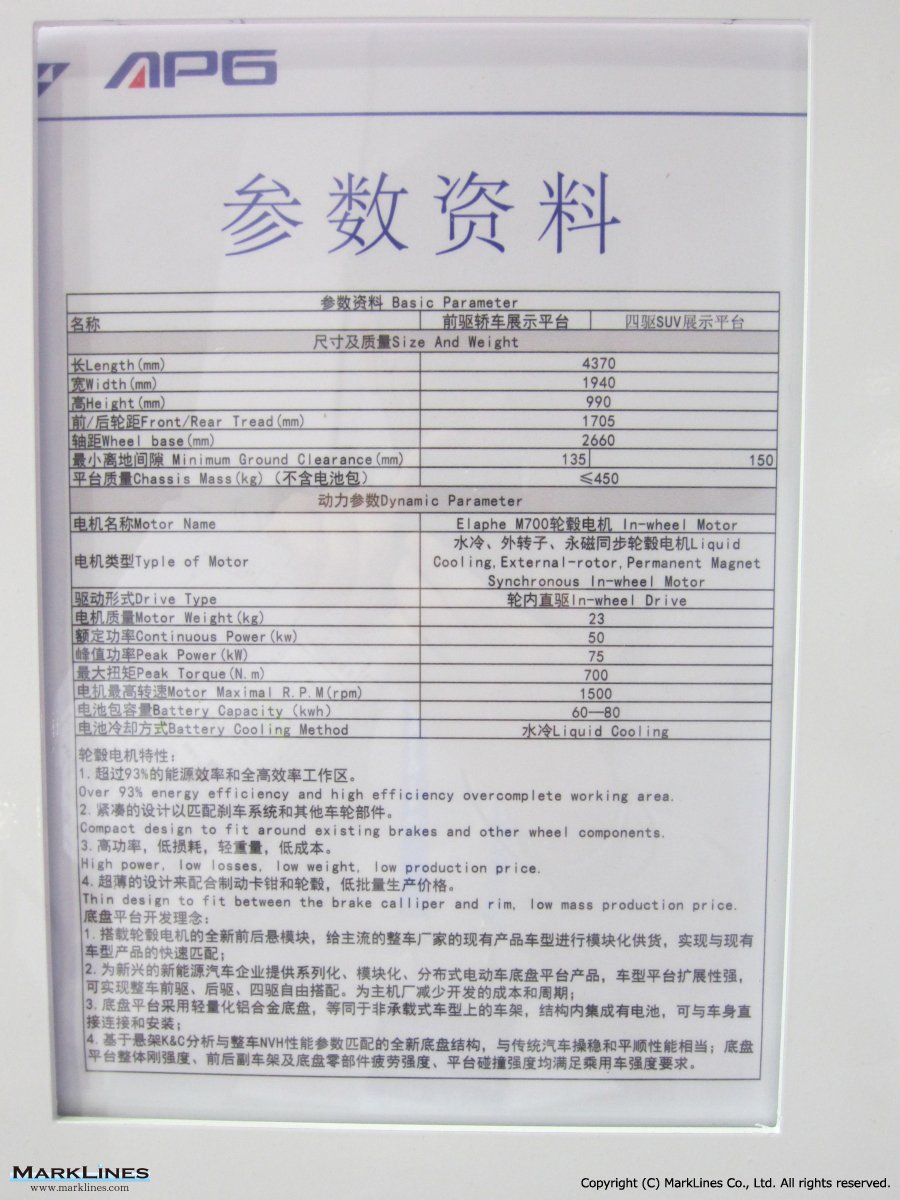 APG
参数资料
参数资料 Basic Parameter
名称 前驱轿车展示平台 四驱SUV展示平台
尺寸及质量Size And Weight
长Length(mm) 4370
宽Width(mm) 1940
高Height(mm) 990
前/后轮距Front/Rear Tread(mm) 1705
轴距Wheel base(mm) 2660
最小离地间隙 Minimum Ground Clearance(mm) 135 150
平台质量Chassis Mass(kg)(不含电池包) ≤450
动力参数Dynamic Parameter
电机名称Motor Name Elaphe M700轮毂电机 In-wheel Motor
电机类型Typle of Motor 水冷、外转子、永磁同步轮毂电机Liquid
Cooling,External-rotor,Permanent Magnet
Synchronous In-wheel Motor
驱动形式Drive Type 轮内直驱In-wheel Drive
电机质量Motor Weight(kg) 23
额定功率Continuous Power(kw) 50
峰值功率Peak Power(kW) 75
最大扭矩Peak Torque(N.m) 700
电机最高转速Motor Maximal R.P.M(rpm) 1500
电池包容量Battery Capacity (kwh) 60—80
电池冷却方式Battery Cooling Method 水冷Liquid Cooling
轮毂电机特性：
1. 超过93%的能源效率和全高效率工作区。
Over 93% energy efficiency and high efficiency overcomplete working area.
2. 紧凑的设计以匹配刹车系统和其他车轮部件。
Compact design to fit around existing brakes and other wheel components.
3. 高功率，低损耗，轻重量，低成本。
High power, low losses, low weight, low production price.
4. 超薄的设计来配合制动卡钳和轮毂，低批量生产价格。
Thin design to fit between the brake calliper and rim, low mass production price.
底盘平台开发理念：
1. 搭载轮毂电机的全新前后悬模块，给主流的整车厂家的现有产品车型进行模块化供货，实现与现有
车型产品的快速匹配；
2. 为新兴的新能源汽车企业提供系列化、模块化、分布式电动车底盘平台产品，车型平台扩展性强，
可实现整车前驱、后驱、四驱自由搭配。为主机厂减少开发的成本和周期；
3. 底盘平台采用轻量化铝合金底盘，等同于非承载式车型上的车架，结构内集成有电池，可与车身直
接连接和安装；
4. 基于悬架K&C分析与整车NVH性能参数匹配的全新底盘结构，与传统汽车操稳和平顺性能相当；底盘
平台整体刚强度、前后副车架及底盘零部件疲劳强度、平台碰撞强度均满足乘用车强度要求。
MARKLINES
www.marklines.com
Copyright (C) MarkLines Co., Ltd. All rights reserved.